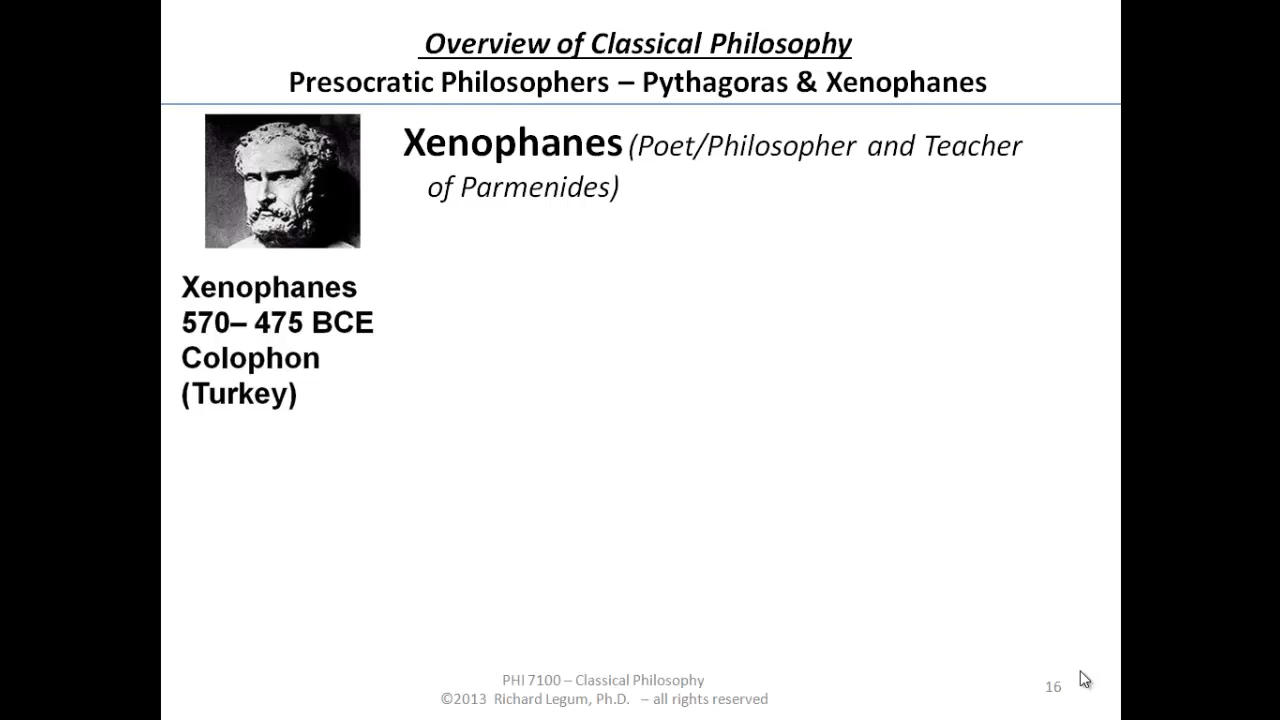 Overview of Classical Philosophy
Presocratic Philosophers – Pythagoras & Xenophanes
Xenophanes (Poet/Philosopher and Teacher
of Parmenides)
Xenophanes
570– 475 BCE
Colophon
(Turkey)
PHI 7100 – Classical Philosophy
©2013 Richard Legum, Ph.D. – all rights reserved
16